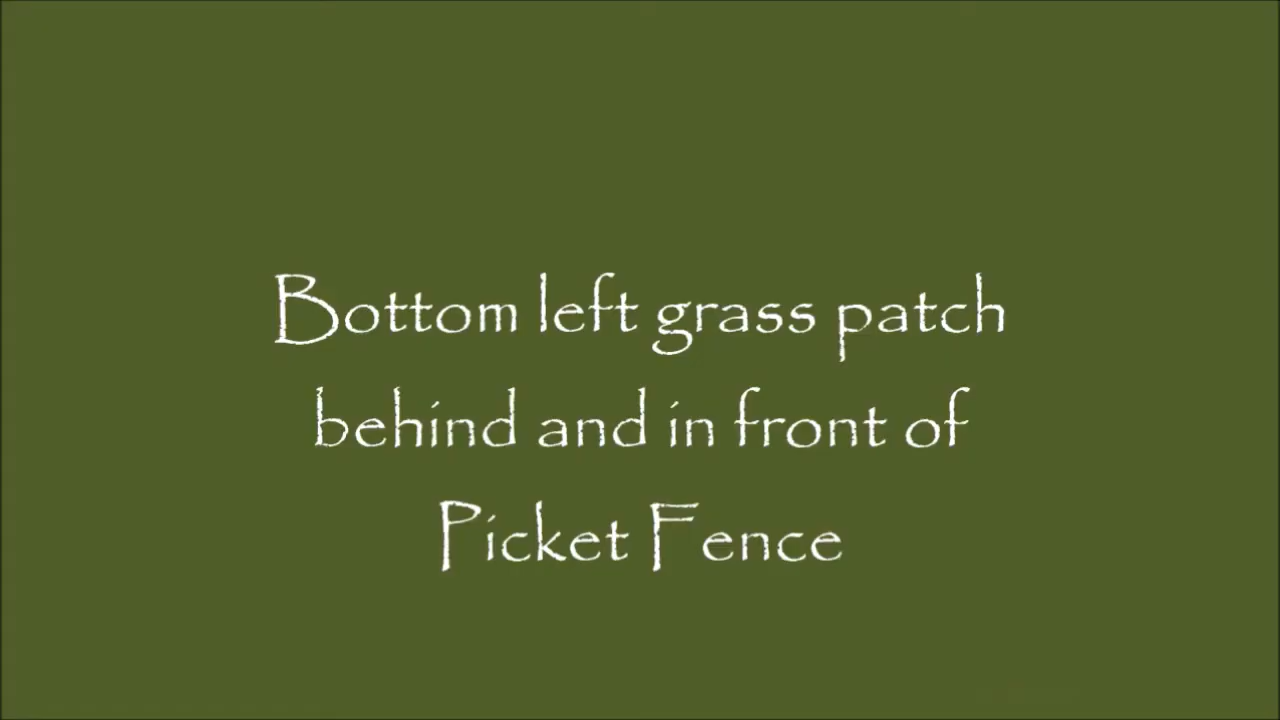 Bottom left grass patch
behind and in front of
Picket Fence